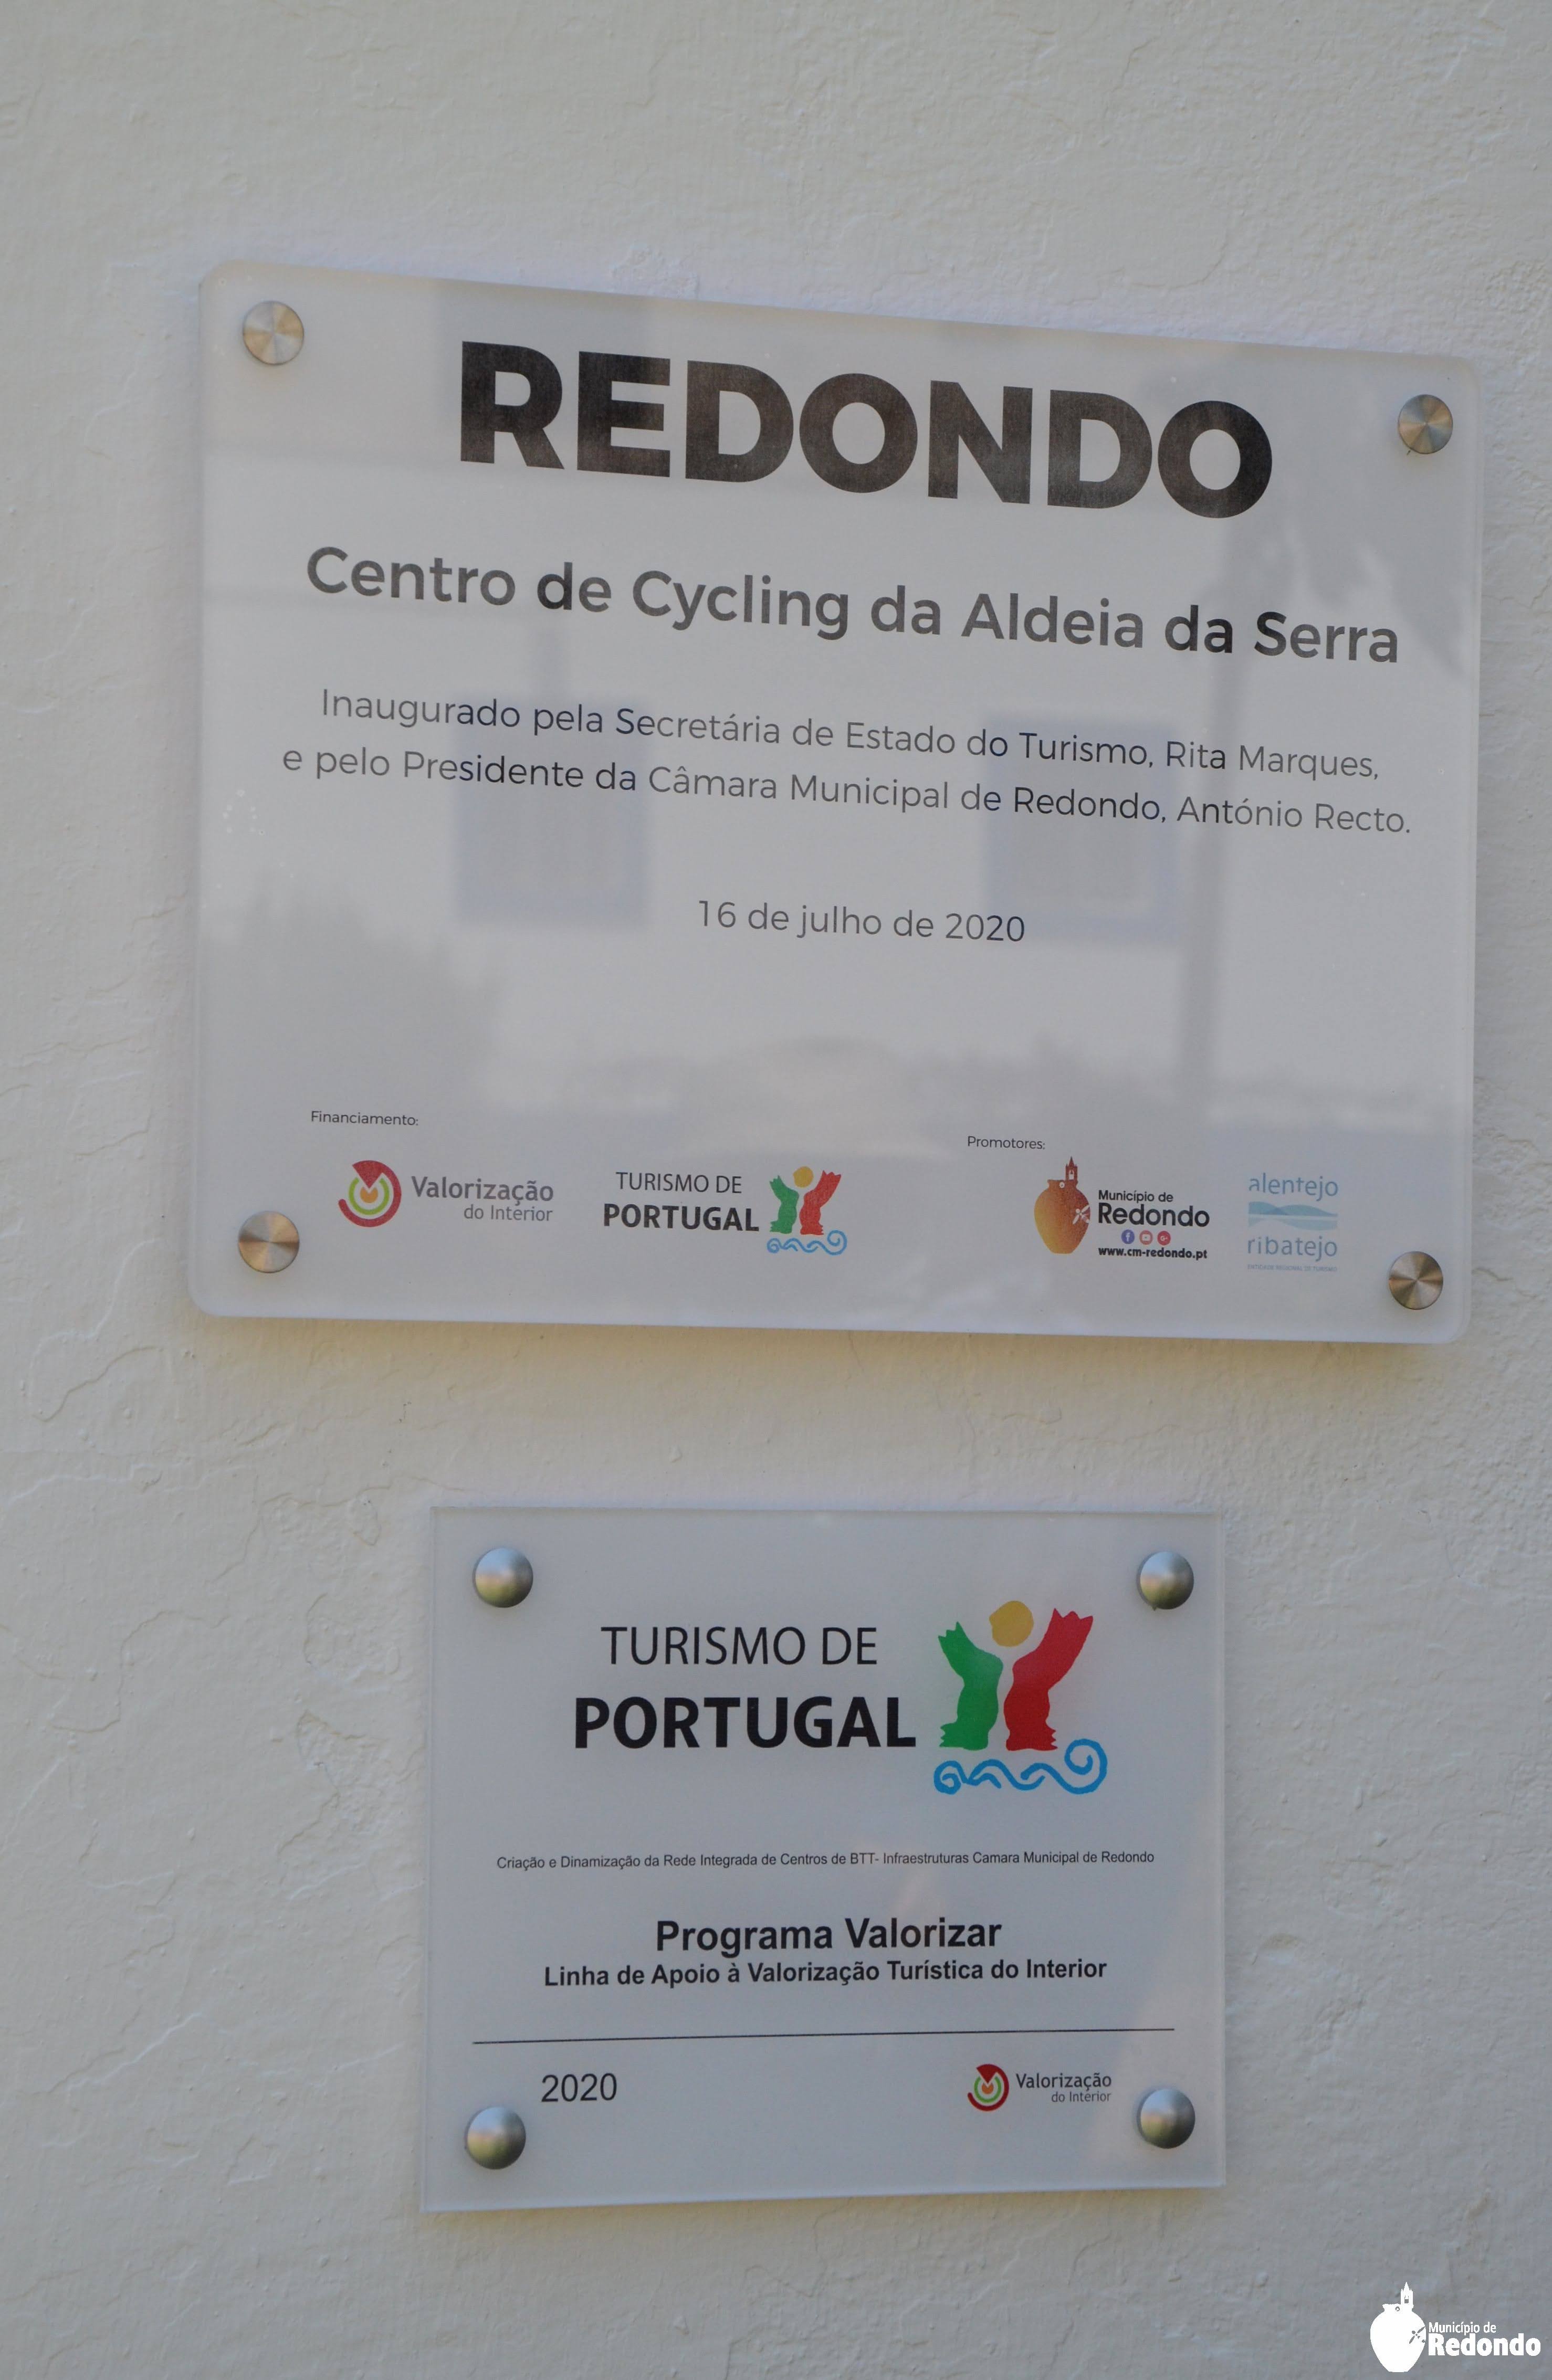 REDONDO
Centro de Cycling da Aldeia da Serra
Inaugurado pela Secretária de Estado do Turismo, Rita Marques,
e pelo Presidente da Câmara Municipal de Redondo, António Recto.
16 de julho de 2020
Financiamento:
Valorização
do Interior
TURISMO DE
PORTUGAL
Promotores:
Município de
Redondo
www.cm-redondo.pt
alentejo
ribatejo
ENTIDADE REGIONAL DE TURISMO
TURISMO DE
PORTUGAL
Criação e Dinamização da Rede Integrada de Centros de BTT- Infraestruturas Camara Municipal de Redondo
Programa Valorizar
Linha de Apoio à Valorização Turística do Interior
2020
Valorização
do Interior
Município de
Redondo